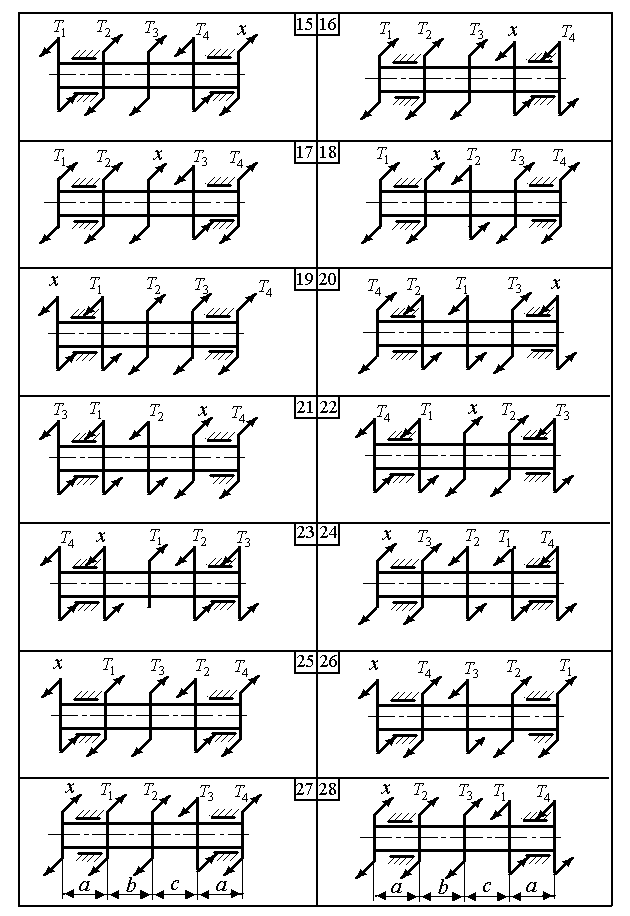 T1 T2 T3 T4 x 15 16 T1 T2 T3 x T4
T1 T2 x T3 T4 17 18 T1 x T2 T3 T4
x T1 T2 T3 T4 19 20 T4 T2 T1 T3 x
T3 T1 T2 x T4 21 22 T4 T1 x T2 T3
T4 x T1 T2 T3 23 24 x T3 T2 T1 T4
x T1 T3 T2 T4 25 26 x T4 T3 T2 T1
x T1 T2 T3 T4 27 28 x T2 T3 T1 T4
a b c a a b c a